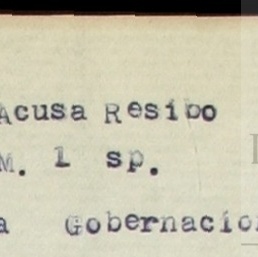 Acusa Resibo
M. 1 sp.
a Gobernacio